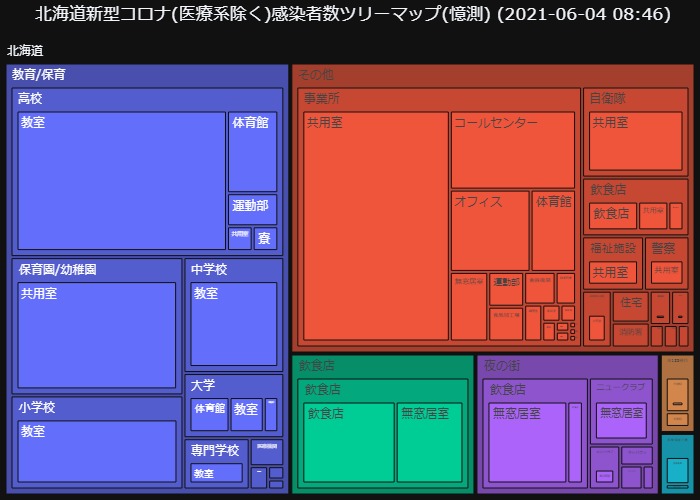 北海道新型コロナ(医療系除く)感染者数ツリーマップ(憶測) (2021-06-04 08:46)
北海道
教育/保育
高校
教室
体育館
運動部
共用室
寮
保育園/幼稚園
共用室
中学校
教室
小学校
教室
大学
体育館
教室
専門学校
教室
その他
事業所
共用室
コールセンター
オフィス
体育館
無窓居室
運動部
自衛隊
共用室
飲食店
飲食店
共用室
福祉施設
共用室
警察
共用室
住宅
消防署
飲食店
飲食店
飲食店
無窓居室
夜の街
飲食店
無窓居室
ニュークラブ
無窓居室